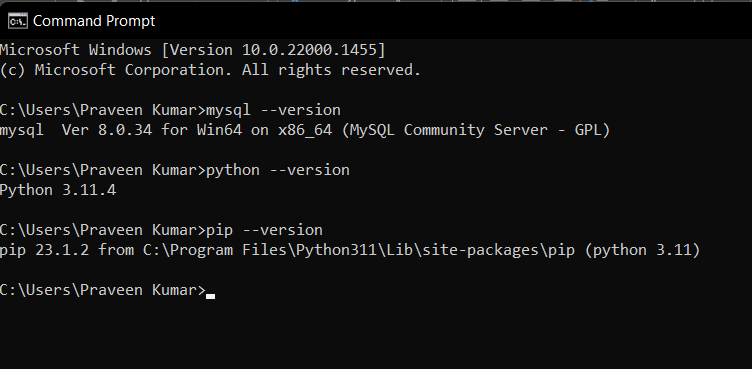 Command Prompt
Microsoft Windows [Version 10.0.22000.1455]
(c) Microsoft Corporation. All rights reserved.
C:\Users\Praveen Kumar>mysql --version
mysql  Ver 8.0.34 for Win64 on x86_64 (MySQL Community Server - GPL)
C:\Users\Praveen Kumar>python --version
Python 3.11.4
C:\Users\Praveen Kumar>pip --version
pip 23.1.2 from C:\Program Files\Python311\Lib\site-packages\pip (python 3.11)
C:\Users\Praveen Kumar>